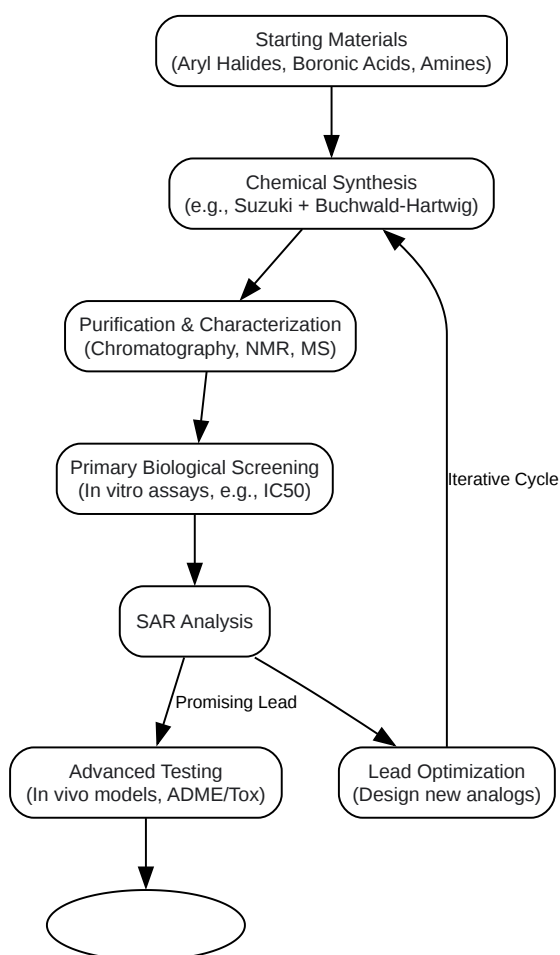 Starting Materials
(Aryl Halides, Boronic Acids, Amines)
Chemical Synthesis
(e.g., Suzuki + Buchwald-Hartwig)
Purification & Characterization
(Chromatography, NMR, MS)
Primary Biological Screening
(In vitro assays, e.g., IC50)
Iterative Cycle
SAR Analysis
Promising Lead
Advanced Testing
(In vivo models, ADME/Tox)
Lead Optimization
(Design new analogs)